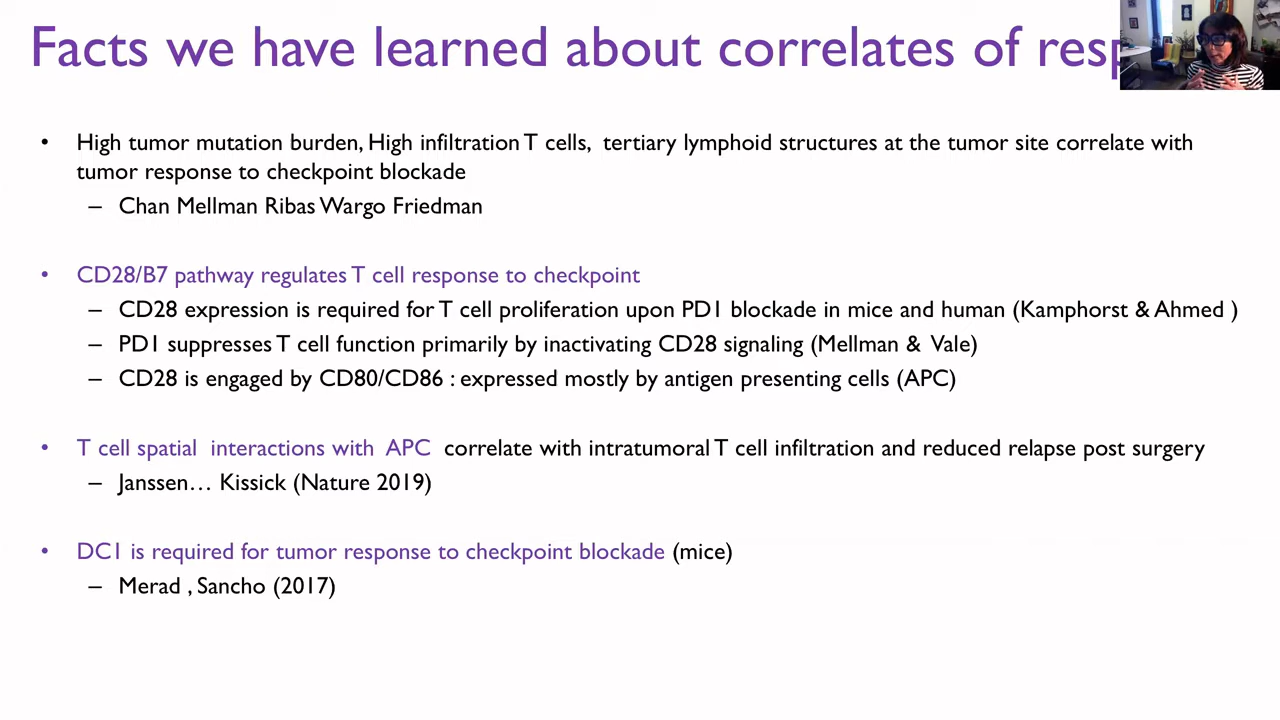 Facts we have learned about correlates of
• High tumor mutation burden, High infiltration T cells, tertiary lymphoid structures at the tumor site correlate with
tumor response to checkpoint blockade
– Chan Mellman Ribas Wargo Friedman
• CD28/B7 pathway regulates T cell response to checkpoint
– CD28 expression is required for T cell proliferation upon PD1 blockade in mice and human (Kamphorst & Ahmed )
– PD1 suppresses T cell function primarily by inactivating CD28 signaling (Mellman & Vale)
– CD28 is engaged by CD80/CD86 : expressed mostly by antigen presenting cells (APC)
• T cell spatial interactions with APC correlate with intratumoral T cell infiltration and reduced relapse post surgery
– Janssen… Kissick (Nature 2019)
• DC1 is required for tumor response to checkpoint blockade (mice)
– Merad , Sancho (2017)